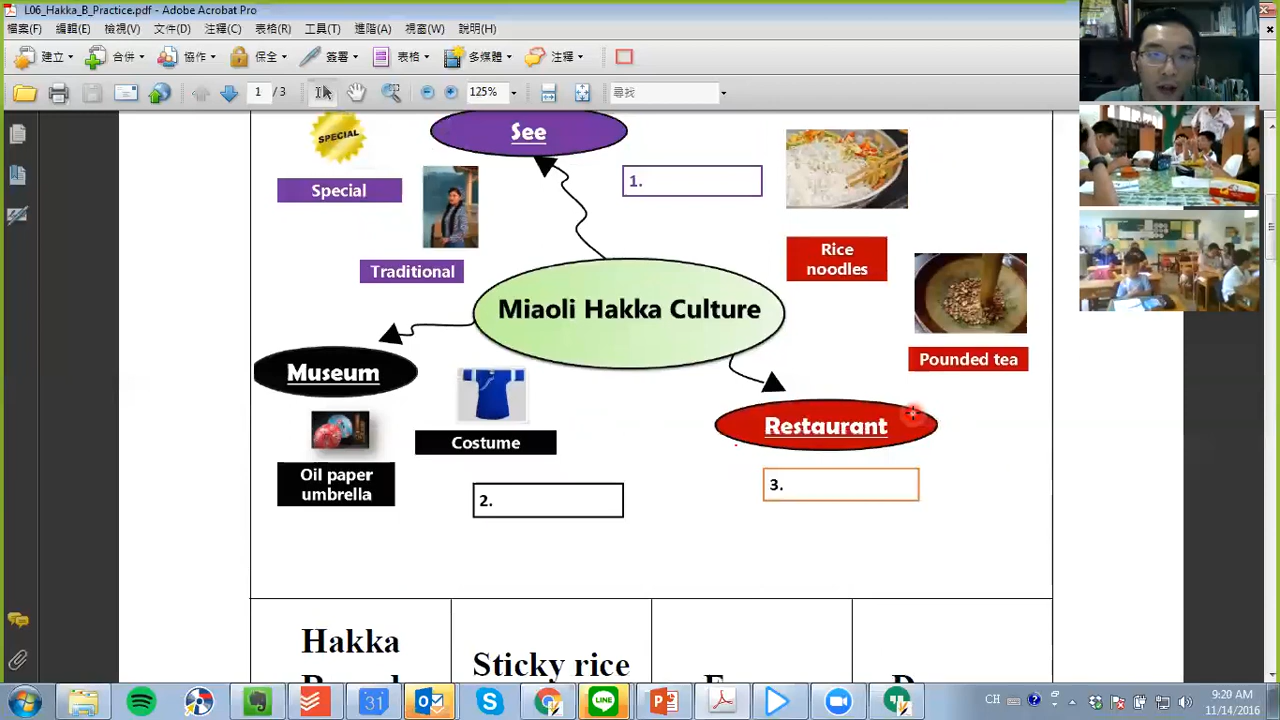 L06_Hakka_B_Practice.pdf - Adobe Acrobat Pro
檔案(F) 編輯(E) 檢視(V) 文件(D) 注釋(C) 表格(R) 工具(T) 進階(A) 視窗(W) 說明(H)
建立 合併 協作 保全 簽署 表格 多媒體 注釋
1 / 3 125% 尋找
SPECIAL
See
Special
1.
Traditional
Rice
noodles
Miaoli Hakka Culture
Pounded tea
Museum
Costume
Restaurant
Oil paper
umbrella
2.
3.
Hakka
Sticky rice
CH
9:20 AM
11/14/2016
31